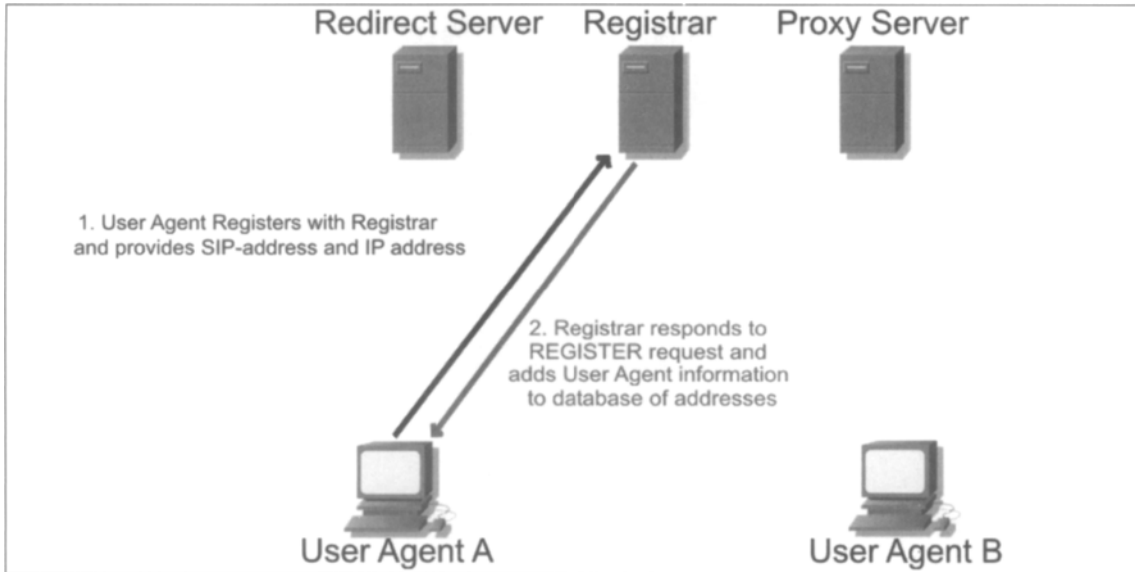 Redirect Server Registrar Proxy Server
1. User Agent Registers with Registrar
and provides SIP-address and IP address
2. Registrar responds to
REGISTER request and
adds User Agent information
to database of addresses
User Agent A
User Agent B